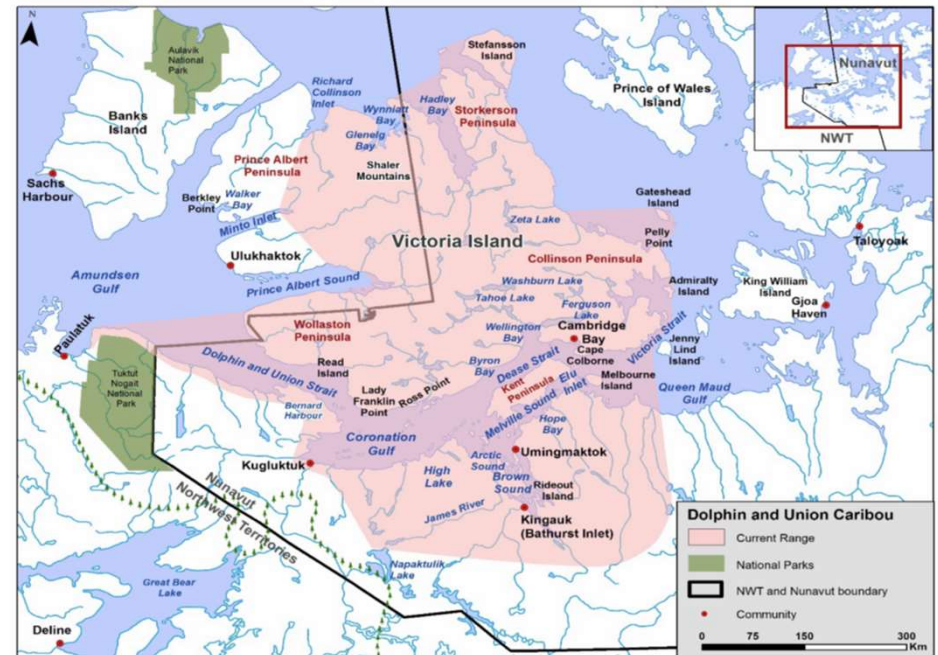 N
Aulavik
National
Park
Banks
Island
Sachs
Harbour
Richard
Collinson
Inlet
Wynniatt
Bay
Glenelg
Bay
Hadley
Bay
Stefansson
Island
Storkerson
Peninsula
Prince of Wales
Island
Nunavut
NWT
Prince Albert
Peninsula
Shaler
Mountains
Berkley
Point
Walker
Bay
Minto Inlet
Ulukhaktok
Prince Albert Sound
Amundsen
Gulf
Victoria Island
Zeta Lake
Gateshead
Island
Pelly
Point
Collinson Peninsula
Taloyoak
King William
Island
Gjoa
Haven
Admiralty
Island
Washburn Lake
Tahoe Lake
Ferguson
Lake
Wellington
Bay
Cambridge
Bay
Cape
Colborne
Victoria Strait
Jenny
Lind
Island
Queen Maud
Gulf
Melbourne
Island
Paulatuk
Tuktut
Nogait
National
Park
Wollaston
Peninsula
Read
Island
Dolphin and Union Strait
Lady
Franklin
Point
Ross Point
Byron
Bay
Dease Strait
Kent
Peninsula
Elu
Inlet
Melville Sound
Hope
Bay
Bernard
Harbour
Coronation
Gulf
Kugluktuk
Umingmaktok
Arctic
Sound
Brown
Sound
High
Lake
Rideout
Island
James River
Kingauk
(Bathurst Inlet)
Nunavut
Northwest Territories
Napaktulik
Lake
Great Bear
Lake
Deline
Dolphin and Union Caribou
Current Range
National Parks
NWT and Nunavut boundary
Community
0 75 150 300
Km